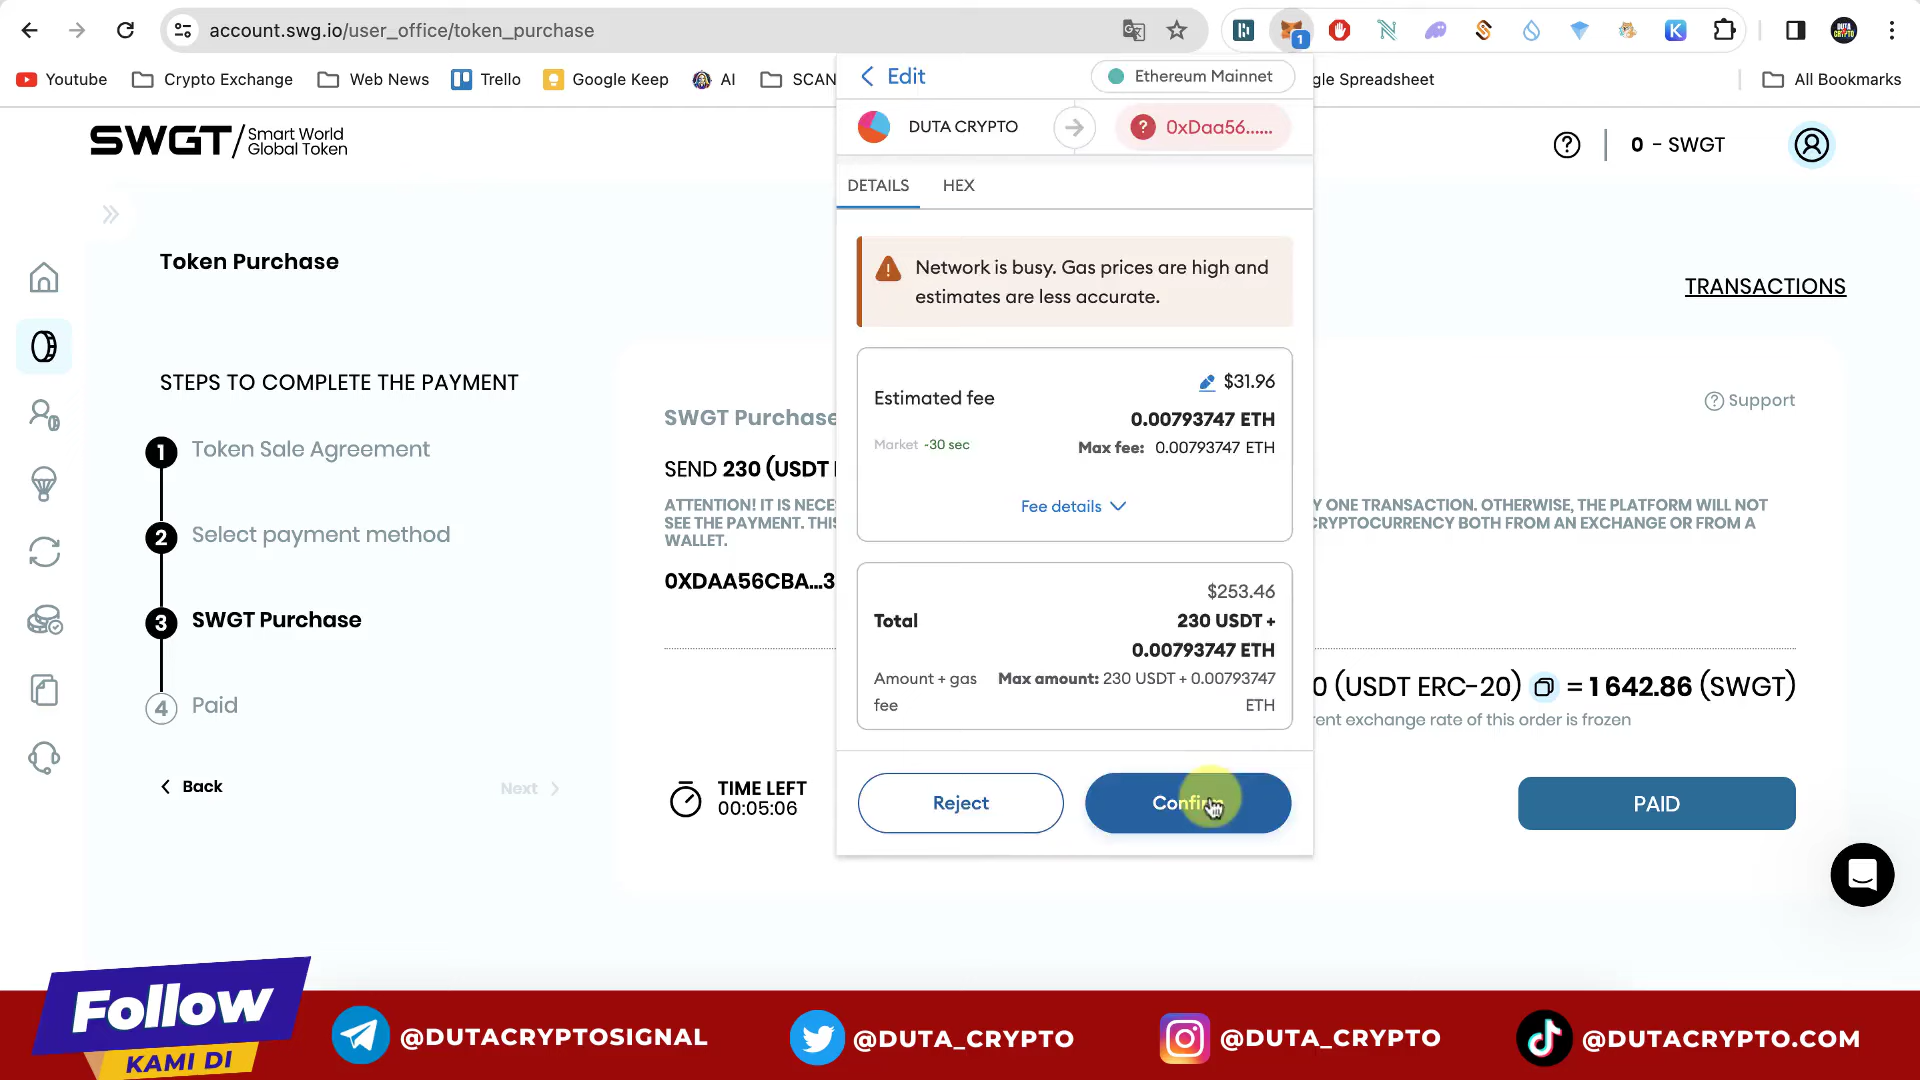 account.swg.io/user_office/token_purchase
1
Youtube
Crypto Exchange
Web News
Trello
Google Keep
AI
SCAN
gle Spreadsheet
All Bookmarks
SWGT/
Smart World
Global Token
0 - SWGT
Token Purchase
TRANSACTIONS
STEPS TO COMPLETE THE PAYMENT
1 Token Sale Agreement
2 Select payment method
3 SWGT Purchase
4 Paid
Back
Next
SWGT Purchase
Support
SEND 230 (USDT
ATTENTION! IT IS NECE
Y ONE TRANSACTION. OTHERWISE, THE PLATFORM WILL NOT
SEE THE PAYMENT. THI
CRYPTOCURRENCY BOTH FROM AN EXCHANGE OR FROM A
WALLET.
0XDAA56CBA...3
0 (USDT ERC-20) = 1 642.86 (SWGT)
ent exchange rate of this order is frozen
TIME LEFT
00:05:06
PAID
Edit
Ethereum Mainnet
DUTA CRYPTO
0xDaa56......
DETAILS
HEX
Network is busy. Gas prices are high and
estimates are less accurate.
Estimated fee
$31.96
0.00793747 ETH
Market ~30 sec
Max fee: 0.00793747 ETH
Fee details
$253.46
Total
230 USDT +
0.00793747 ETH
Amount + gas
fee
Max amount: 230 USDT + 0.00793747
ETH
Reject
Confirm
Follow
KAMI DI
@DUTACRYPTOSIGNAL
@DUTA_CRYPTO
@DUTA_CRYPTO
@DUTACRYPTO.COM